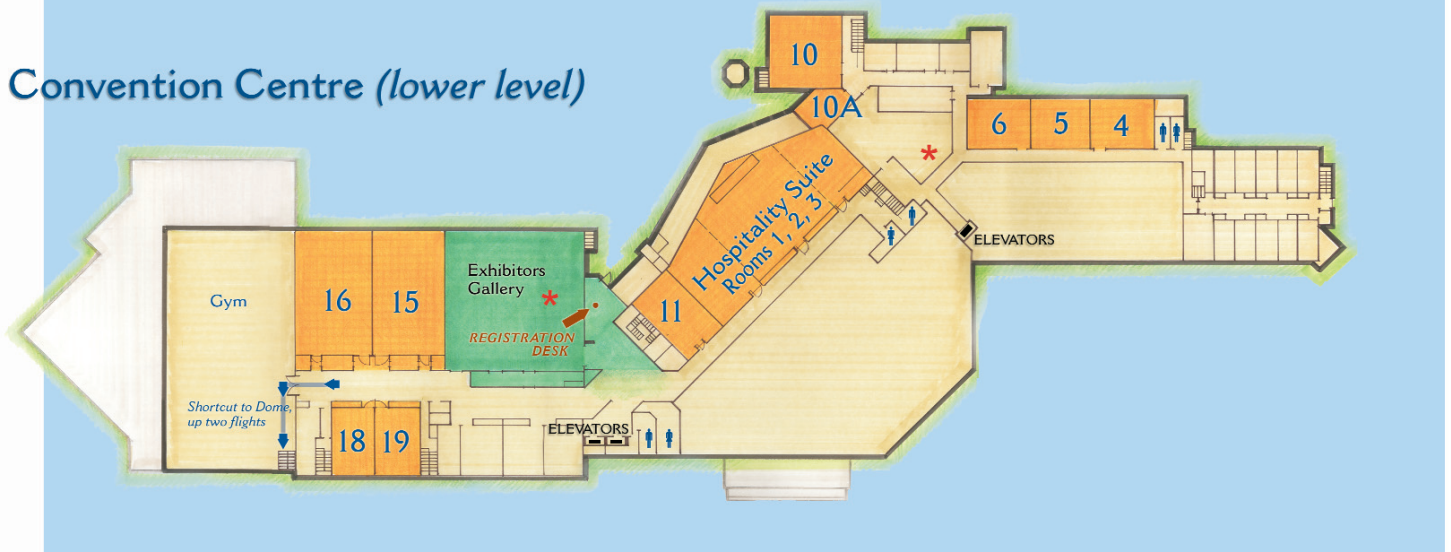 Convention Centre (lower level)
10
10A
6
5
4
*
Hospitality Suite
Rooms 1, 2, 3
ELEVATORS
Gym
16
15
Exhibitors
Gallery
*
REGISTRATION
DESK
11
Shortcut to Dome,
up two flights
18
19
ELEVATORS